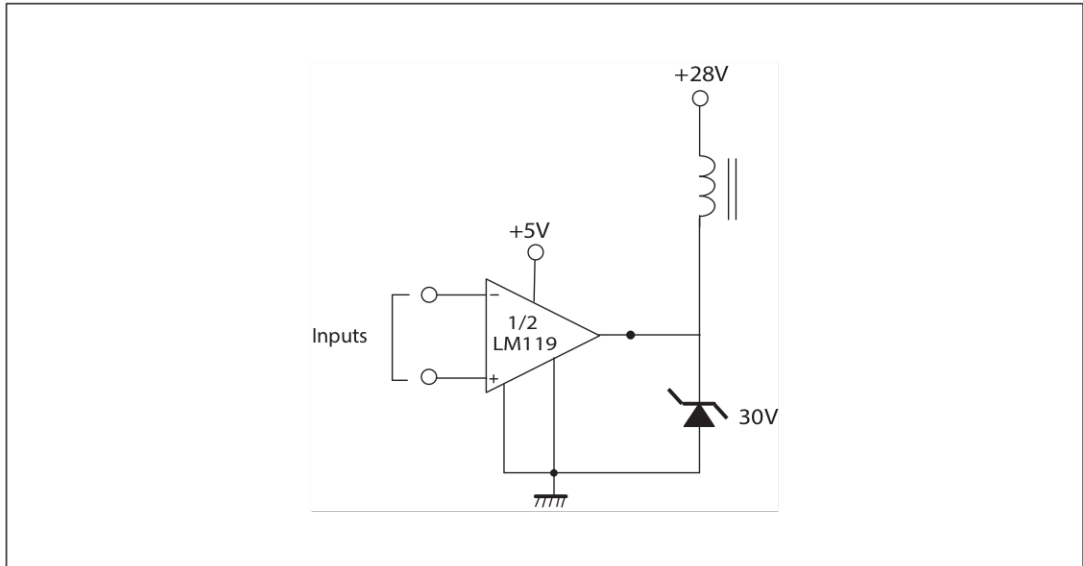 +28V
+5V
−
Inputs
1/2
LM119
+
30V